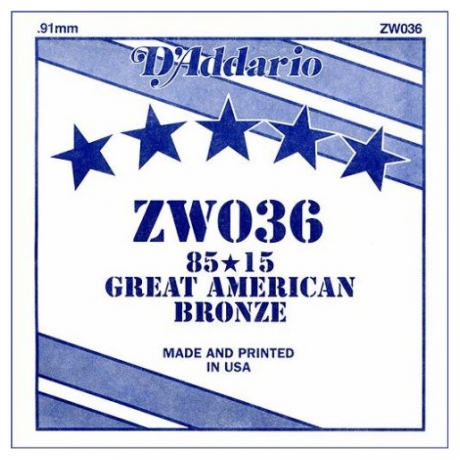 .91mm ZW036
D'Addario
ZW036
85★15
GREAT AMERICAN
BRONZE
MADE AND PRINTED
IN USA